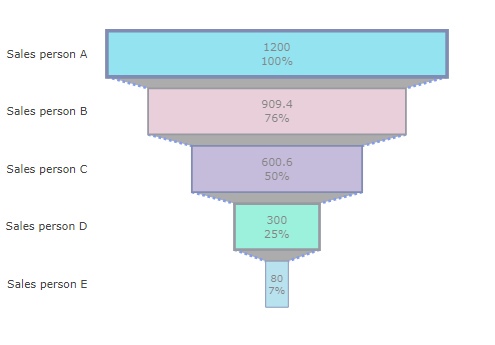 Sales person A
1200
100%
Sales person B
909.4
76%
Sales person C
600.6
50%
Sales person D
300
25%
Sales person E
80
7%